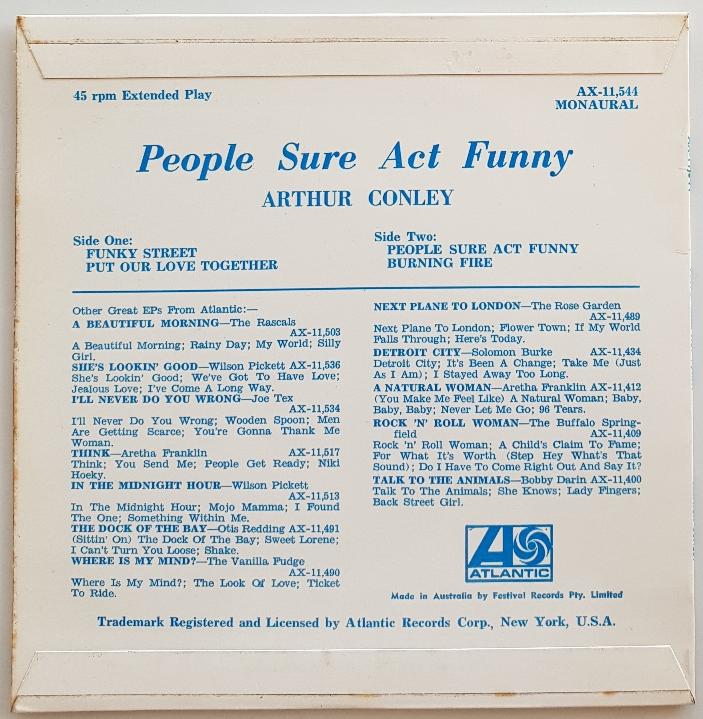 45 rpm Extended Play
AX-11,544
MONAURAL
People Sure Act Funny
ARTHUR CONLEY
Side One:
FUNKY STREET
PUT OUR LOVE TOGETHER
Side Two:
PEOPLE SURE ACT FUNNY
BURNING FIRE
Other Great EPs From Atlantic:—
A BEAUTIFUL MORNING—The Rascals
AX-11,503
A Beautiful Morning; Rainy Day; My World; Silly
Girl.
SHE'S LOOKIN' GOOD—Wilson Pickett AX-11,536
She's Lookin' Good; We've Got To Have Love;
Jealous Love; I've Come A Long Way.
I'LL NEVER DO YOU WRONG—Joe Tex
AX-11,534
I'll Never Do You Wrong; Wooden Spoon; Men
Are Getting Scarce; You're Gonna Thank Me
Woman.
THINK—Aretha Franklin AX-11,517
Think; You Send Me; People Get Ready; Niki
Hoeky.
IN THE MIDNIGHT HOUR—Wilson Pickett
AX-11,513
In The Midnight Hour; Mojo Mamma; I Found
The One; Something Within Me.
THE DOCK OF THE BAY—Otis Redding AX-11,491
(Sittin' On) The Dock Of The Bay; Sweet Lorene;
I Can't Turn You Loose; Shake.
WHERE IS MY MIND?—The Vanilla Fudge
AX-11,490
Where Is My Mind?; The Look Of Love; Ticket
To Ride.
NEXT PLANE TO LONDON—The Rose Garden
AX-11,489
Next Plane To London; Flower Town; If My World
Falls Through; Here's Today.
DETROIT CITY—Solomon Burke AX-11,434
Detroit City; It's Been A Change; Take Me (Just
As I Am) ; I Stayed Away Too Long.
A NATURAL WOMAN—Aretha Franklin AX-11,412
(You Make Me Feel Like) A Natural Woman; Baby,
Baby, Baby; Never Let Me Go; 96 Tears.
ROCK 'N' ROLL WOMAN—The Buffalo Spring-
field AX-11,409
Rock 'n' Roll Woman; A Child's Claim To Fame;
For What It's Worth (Step Hey What's That
Sound) ; Do I Have To Come Right Out And Say It?
TALK TO THE ANIMALS—Bobby Darin AX-11,400
Talk To The Animals; She Knows; Lady Fingers;
Back Street Girl.
ATLANTIC
Made in Australia by Festival Records Pty. Limited
Trademark Registered and Licensed by Atlantic Records Corp., New York, U.S.A.